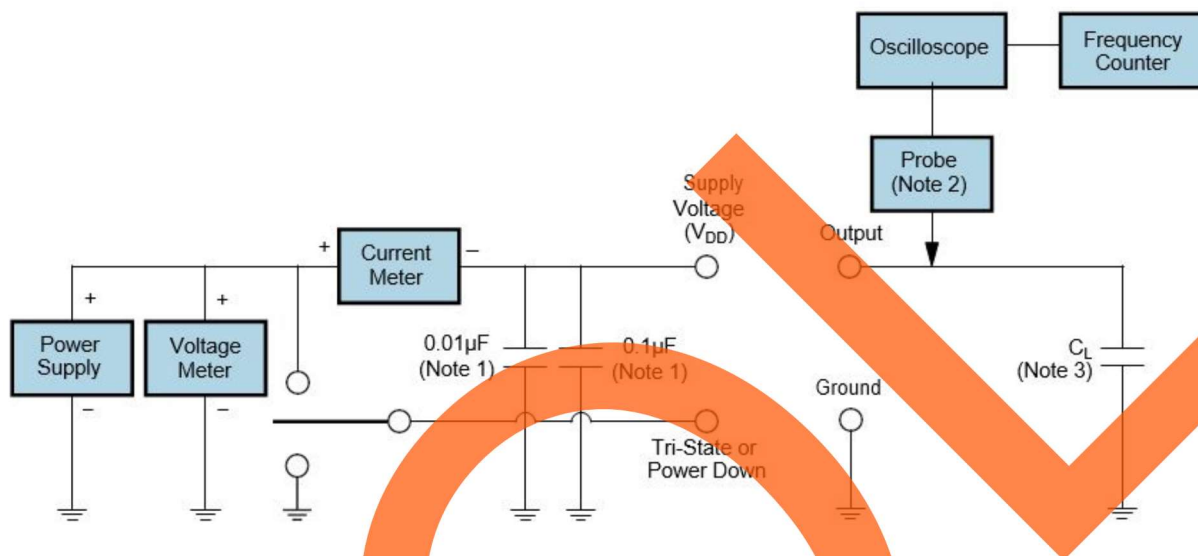 Oscilloscope
Frequency
Counter
Probe
(Note 2)
Supply
Voltage
(VDD)
Output
+
Current
Meter
–
+
Power
Supply
–
+
Voltage
Meter
–
0.01µF
(Note 1)
0.1µF
(Note 1)
CL
(Note 3)
Ground
Tri-State or
Power Down